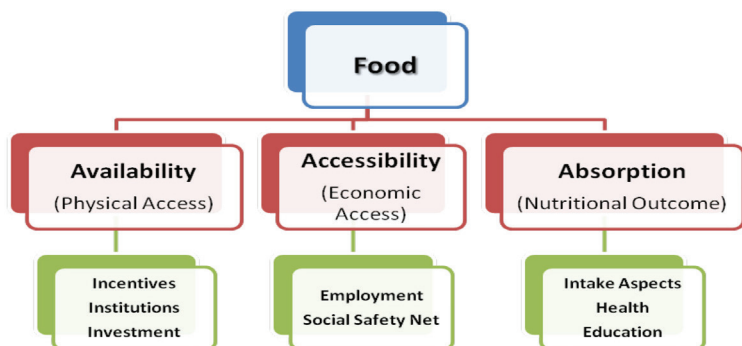 Food
Availability
(Physical Access)
Accessibility
(Economic
Access)
Absorption
(Nutritional Outcome)
Incentives
Institutions
Investment
Employment
Social Safety Net
Intake Aspects
Health
Education